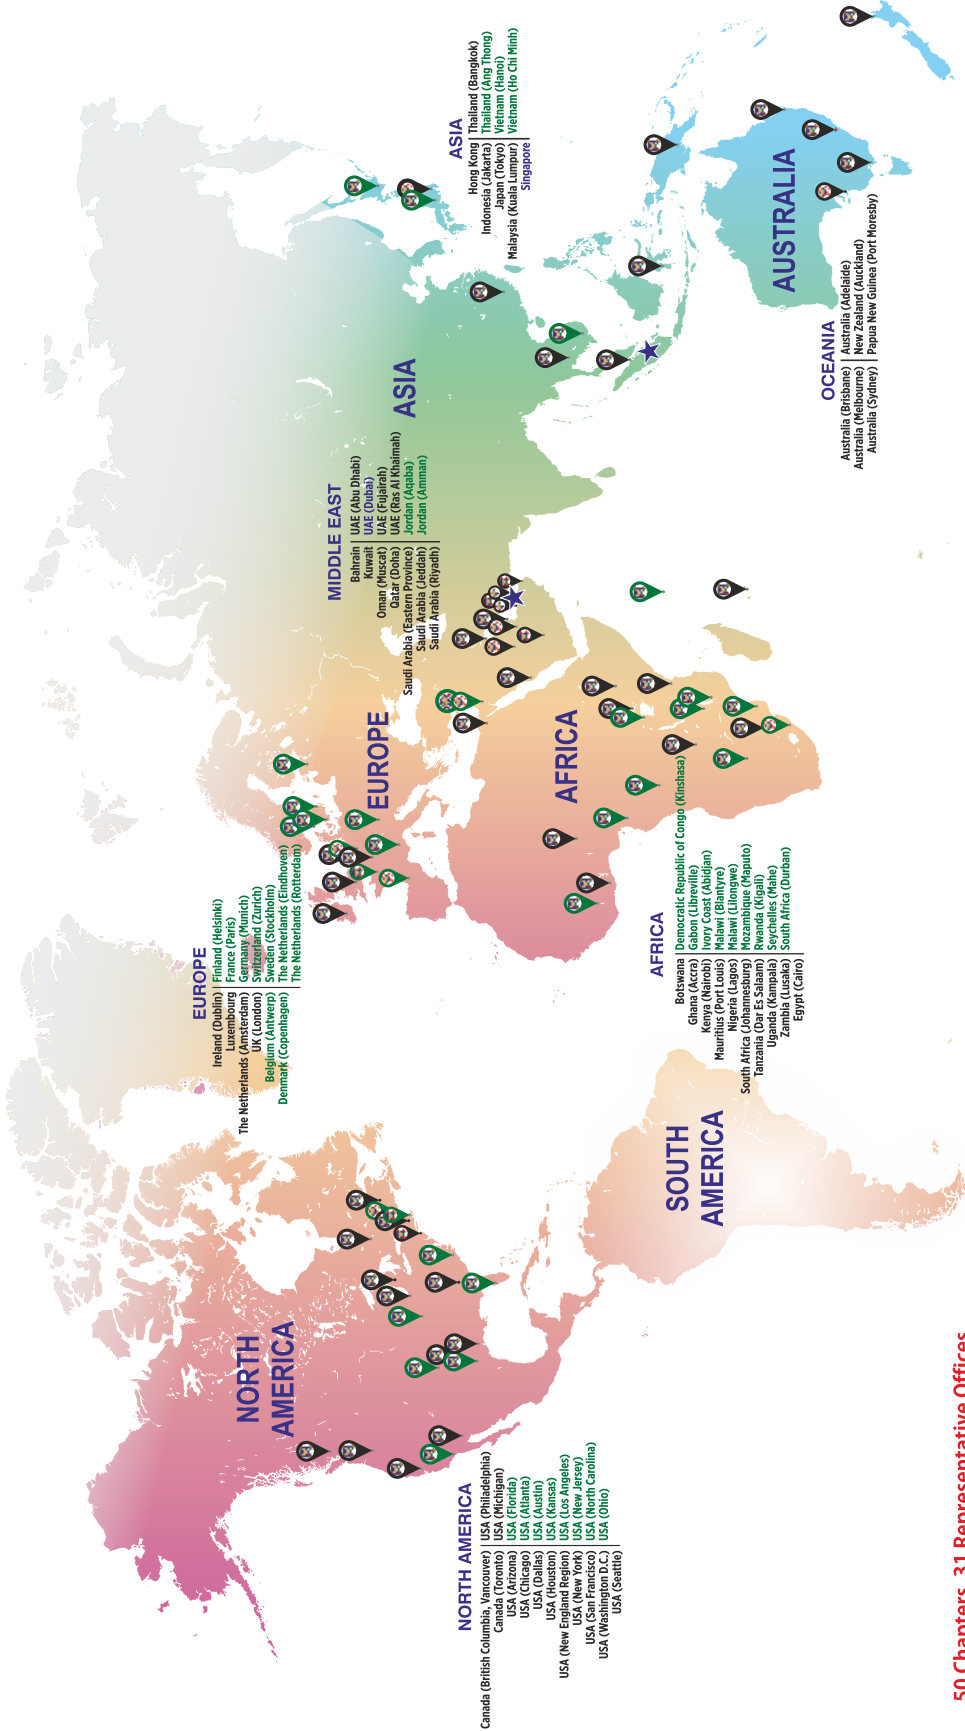 NORTH
AMERICA
NORTH AMERICA
Canada (British Columbia, Vancouver)
Canada (Toronto)
USA (Arizona)
USA (Chicago)
USA (Dallas)
USA (Houston)
USA (New England Region)
USA (New York)
USA (San Francisco)
USA (Washington D.C.)
USA (Seattle)
USA (Philadelphia)
USA (Michigan)
USA (Florida)
USA (Atlanta)
USA (Austin)
USA (Kansas)
USA (Los Angeles)
USA (New Jersey)
USA (North Carolina)
USA (Ohio)
SOUTH
AMERICA
EUROPE
Ireland (Dublin)
Luxembourg
The Netherlands (Amsterdam)
UK (London)
Belgium (Antwerp)
Denmark (Copenhagen)
Finland (Helsinki)
France (Paris)
Germany (Munich)
Switzerland (Zurich)
Sweden (Stockholm)
The Netherlands (Eindhoven)
The Netherlands (Rotterdam)
EUROPE
AFRICA
AFRICA
Botswana
Ghana (Accra)
Kenya (Nairobi)
Mauritius (Port Louis)
Nigeria (Lagos)
South Africa (Johannesburg)
Tanzania (Dar Es Salaam)
Uganda (Kampaia)
Zambia (Lusaka)
Egypt (Cairo)
Democratic Republic of Congo (Kinshasa)
Gabon (Libreville)
Ivory Coast (Abidjan)
Malawi (Blantyre)
Malawi (Lilongwe)
Mozambique (Maputo)
Rwanda (Kigali)
Seychelles (Mahe)
South Africa (Durban)
MIDDLE EAST
Bahrain
Kuwait
Oman (Muscat)
Qatar (Doha)
Saudi Arabia (Eastern Province)
Saudi Arabia (Jeddah)
Saudi Arabia (Riyadh)
UAE (Abu Dhabi)
UAE (Dubai)
UAE (Fujairah)
UAE (Ras Al Khaimah)
Jordan (Aqaba)
Jordan (Amman)
ASIA
ASIA
Hong Kong
Indonesia (Jakarta)
Japan (Tokyo)
Malaysia (Kuala Lumpur)
Singapore
Thailand (Bangkok)
Thailand (Ang Thong)
Vietnam (Hanoi)
Vietnam (Ho Chi Minh)
AUSTRALIA
OCEANIA
Australia (Brisbane)
Australia (Melbourne)
Australia (Sydney)
Australia (Adelaide)
New Zealand (Auckland)
Papua New Guinea (Port Moresby)
50 Chapters, 31 Representative Offices